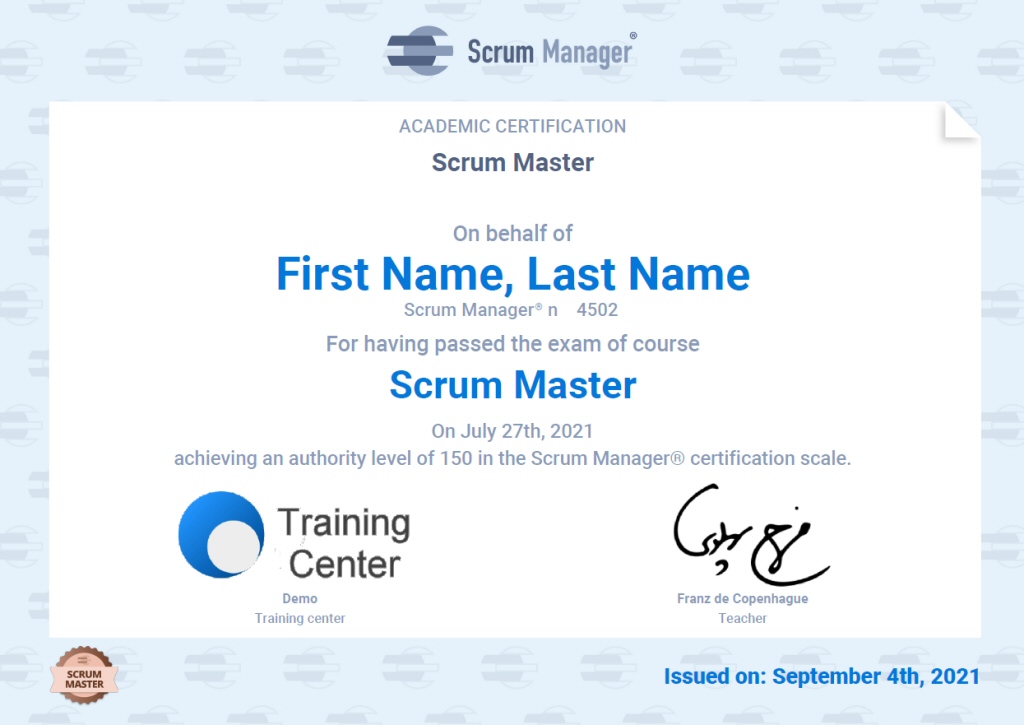 Scrum Manager®
ACADEMIC CERTIFICATION
Scrum Master
On behalf of
First Name, Last Name
Scrum Manager® n 4502
For having passed the exam of course
Scrum Master
On July 27th, 2021
achieving an authority level of 150 in the Scrum Manager® certification scale.
Training
Center
Demo
Training center
Franz de Copenhague
Teacher
SCRUM
MASTER
Issued on: September 4th, 2021